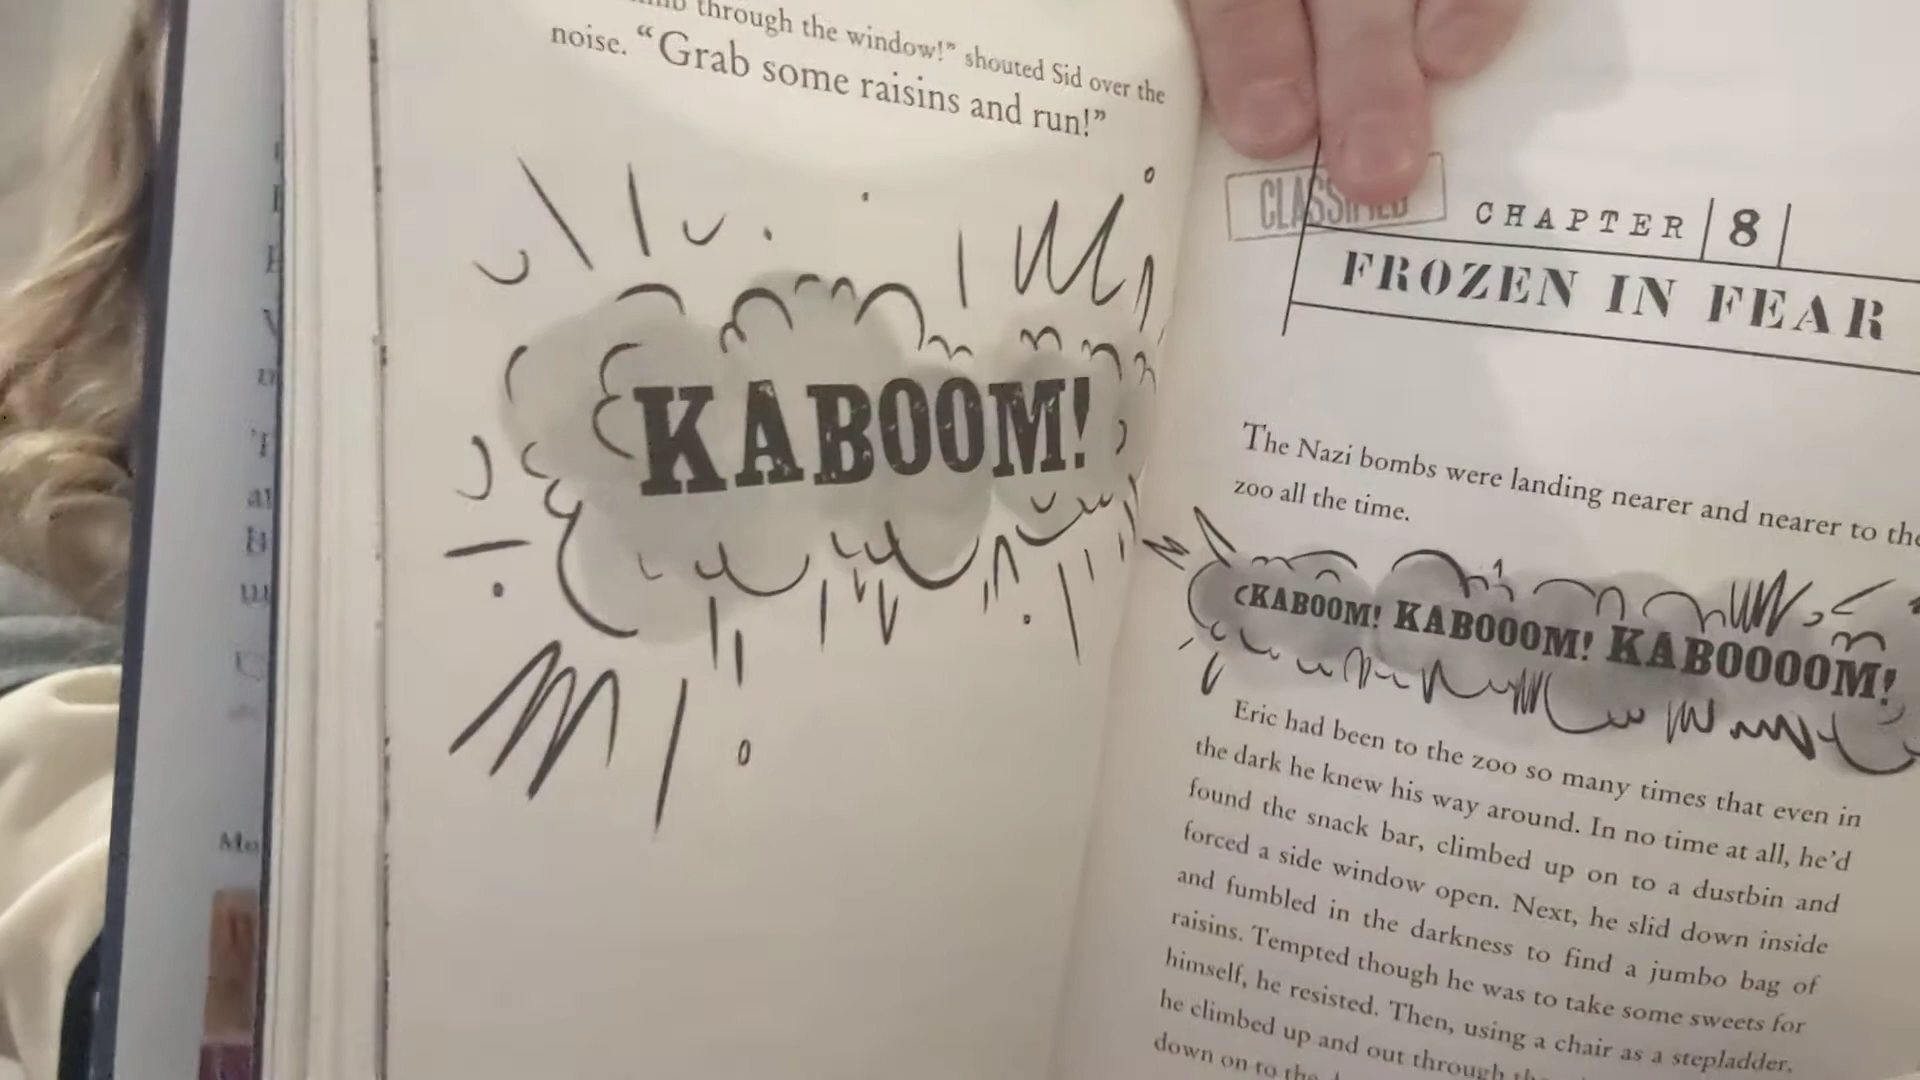 through the window!” shouted Sid over the
noise. “Grab some raisins and run!”
KABOOM!
CLASSIFIED
CHAPTER 8
FROZEN IN FEAR
The Nazi bombs were landing nearer and nearer to the
zoo all the time.
KABOOM! KABOOOM! KABOOOOM!
Eric had been to the zoo so many times that even in
the dark he knew his way around. In no time at all, he’d
found the snack bar, climbed up on to a dustbin and
forced a side window open. Next, he slid down inside
and fumbled in the darkness to find a jumbo bag of
raisins. Tempted though he was to take some sweets for
himself, he resisted. Then, using a chair as a stepladder,
he climbed up and out through
down on to the